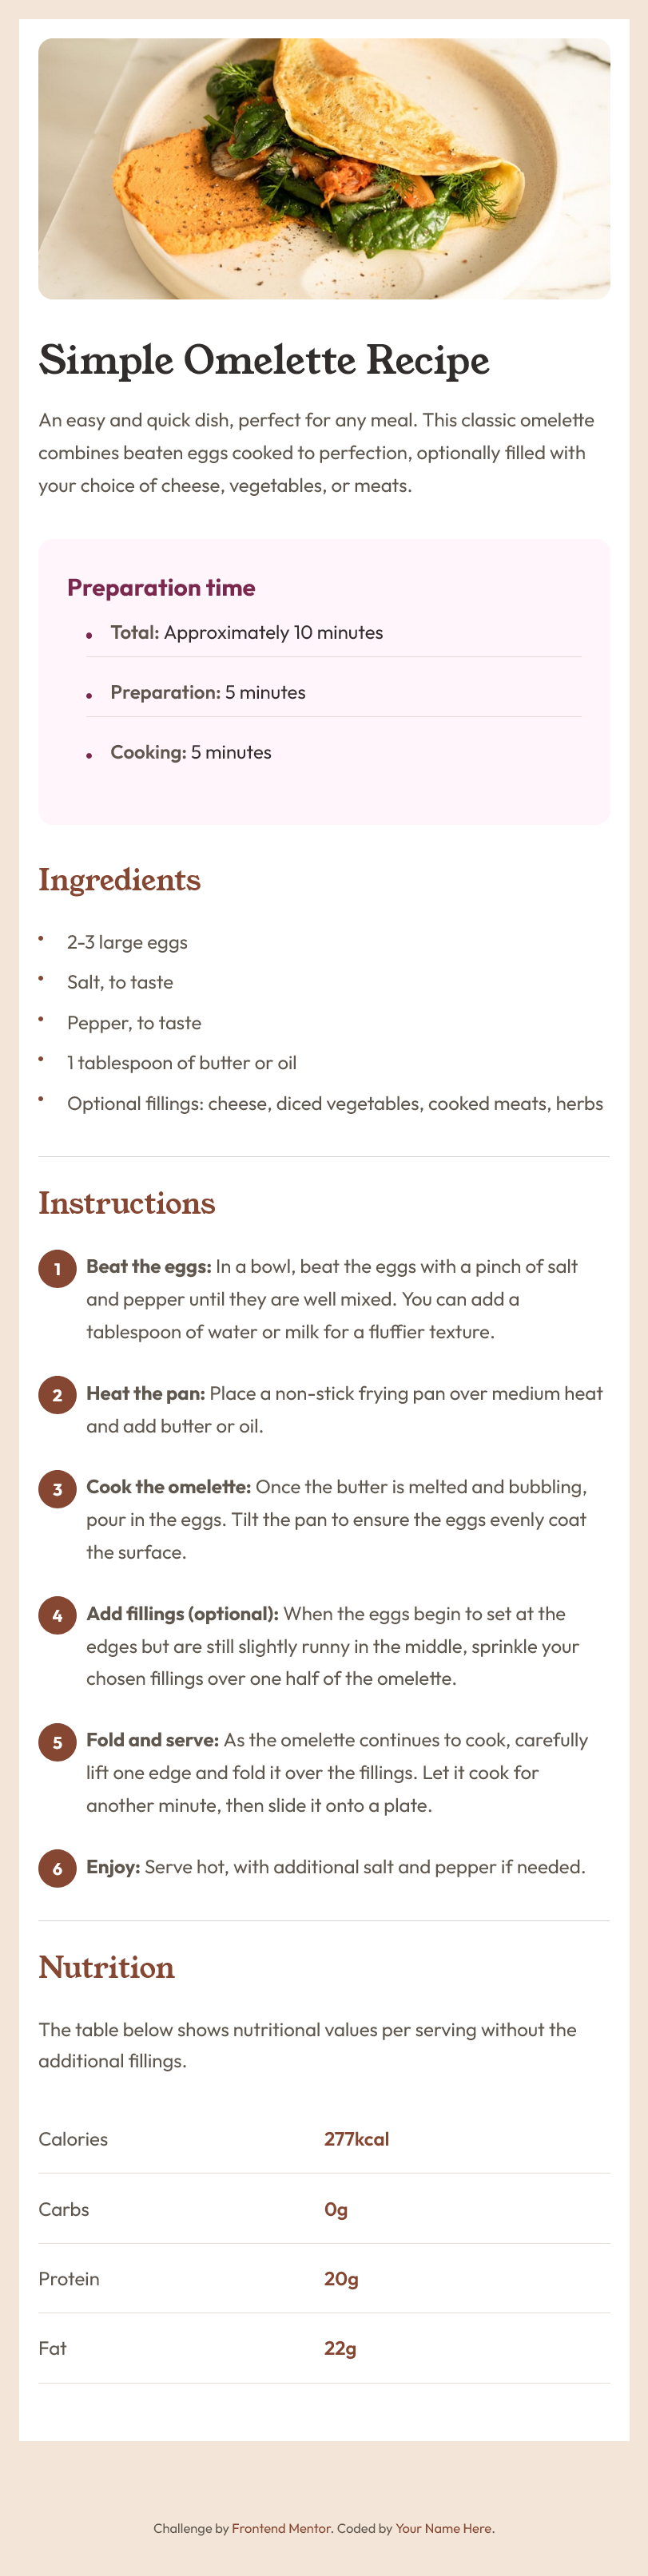 Simple Omelette Recipe
An easy and quick dish, perfect for any meal. This classic omelette
combines beaten eggs cooked to perfection, optionally filled with
your choice of cheese, vegetables, or meats.
Preparation time
• Total: Approximately 10 minutes
• Preparation: 5 minutes
• Cooking: 5 minutes
Ingredients
• 2-3 large eggs
• Salt, to taste
• Pepper, to taste
• 1 tablespoon of butter or oil
• Optional fillings: cheese, diced vegetables, cooked meats, herbs
Instructions
1 Beat the eggs: In a bowl, beat the eggs with a pinch of salt
and pepper until they are well mixed. You can add a
tablespoon of water or milk for a fluffier texture.
2 Heat the pan: Place a non-stick frying pan over medium heat
and add butter or oil.
3 Cook the omelette: Once the butter is melted and bubbling,
pour in the eggs. Tilt the pan to ensure the eggs evenly coat
the surface.
4 Add fillings (optional): When the eggs begin to set at the
edges but are still slightly runny in the middle, sprinkle your
chosen fillings over one half of the omelette.
5 Fold and serve: As the omelette continues to cook, carefully
lift one edge and fold it over the fillings. Let it cook for
another minute, then slide it onto a plate.
6 Enjoy: Serve hot, with additional salt and pepper if needed.
Nutrition
The table below shows nutritional values per serving without the
additional fillings.
Calories 277kcal
Carbs 0g
Protein 20g
Fat 22g
Challenge by Frontend Mentor. Coded by Your Name Here.